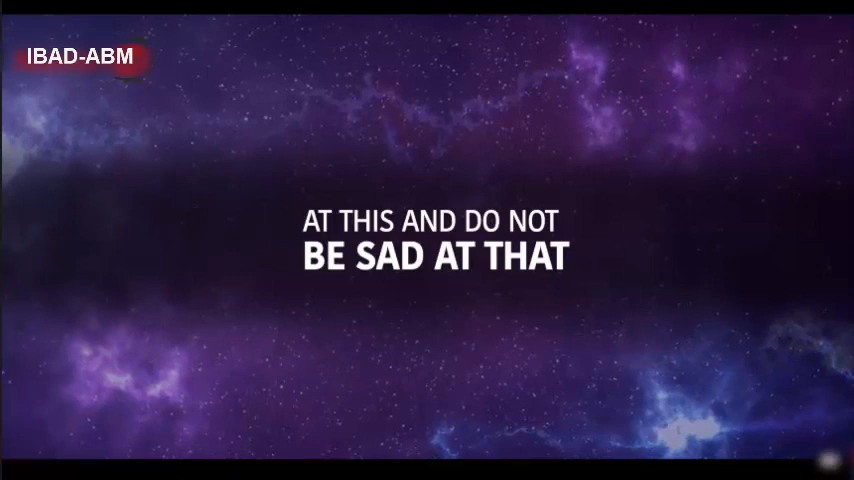 IBAD-ABM
AT THIS AND DO NOT
BE SAD AT THAT